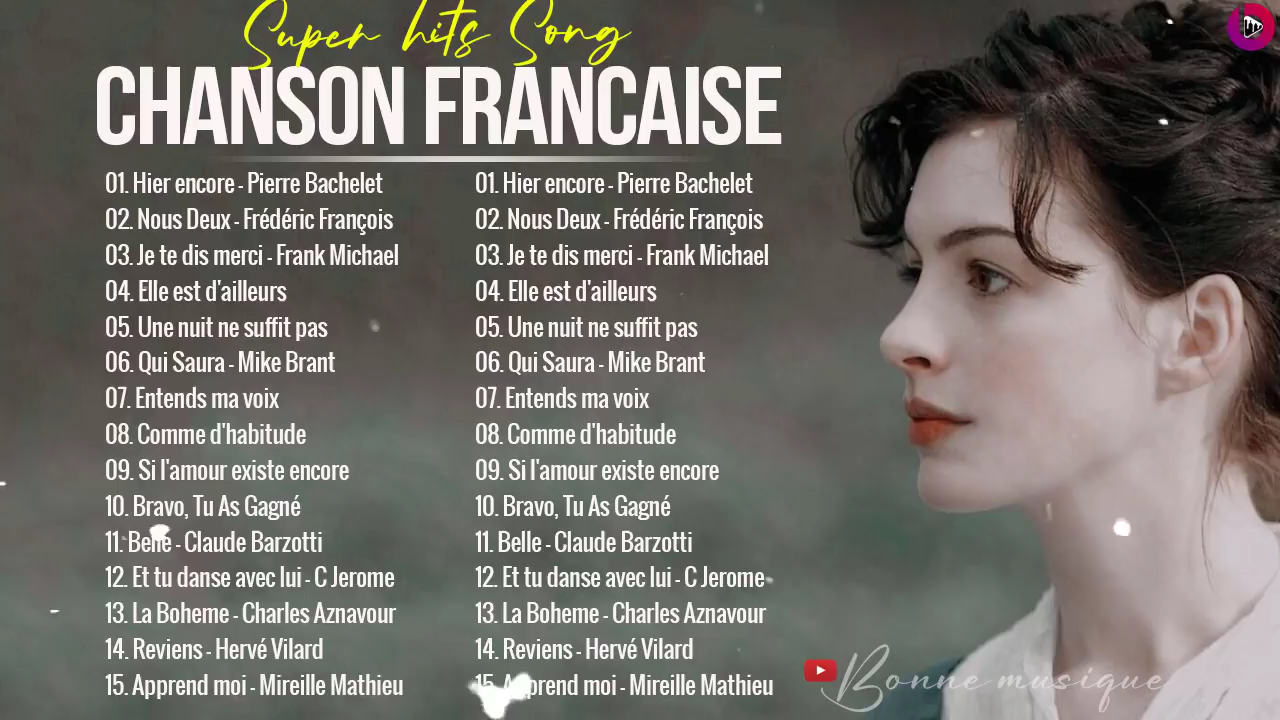 Super hits Song
CHANSON FRANCAISE
01. Hier encore - Pierre Bachelet
02. Nous Deux - Frédéric François
03. Je te dis merci - Frank Michael
04. Elle est d'ailleurs
05. Une nuit ne suffit pas
06. Qui Saura - Mike Brant
07. Entends ma voix
08. Comme d'habitude
09. Si l'amour existe encore
10. Bravo, Tu As Gagné
11. Belle - Claude Barzotti
12. Et tu danse avec lui - C Jerome
13. La Boheme - Charles Aznavour
14. Reviens - Hervé Vilard
15. Apprend moi - Mireille Mathieu
01. Hier encore - Pierre Bachelet
02. Nous Deux - Frédéric François
03. Je te dis merci - Frank Michael
04. Elle est d'ailleurs
05. Une nuit ne suffit pas
06. Qui Saura - Mike Brant
07. Entends ma voix
08. Comme d'habitude
09. Si l'amour existe encore
10. Bravo, Tu As Gagné
11. Belle - Claude Barzotti
12. Et tu danse avec lui - C Jerome
13. La Boheme - Charles Aznavour
14. Reviens - Hervé Vilard
15. Apprend moi - Mireille Mathieu
Bonne musique